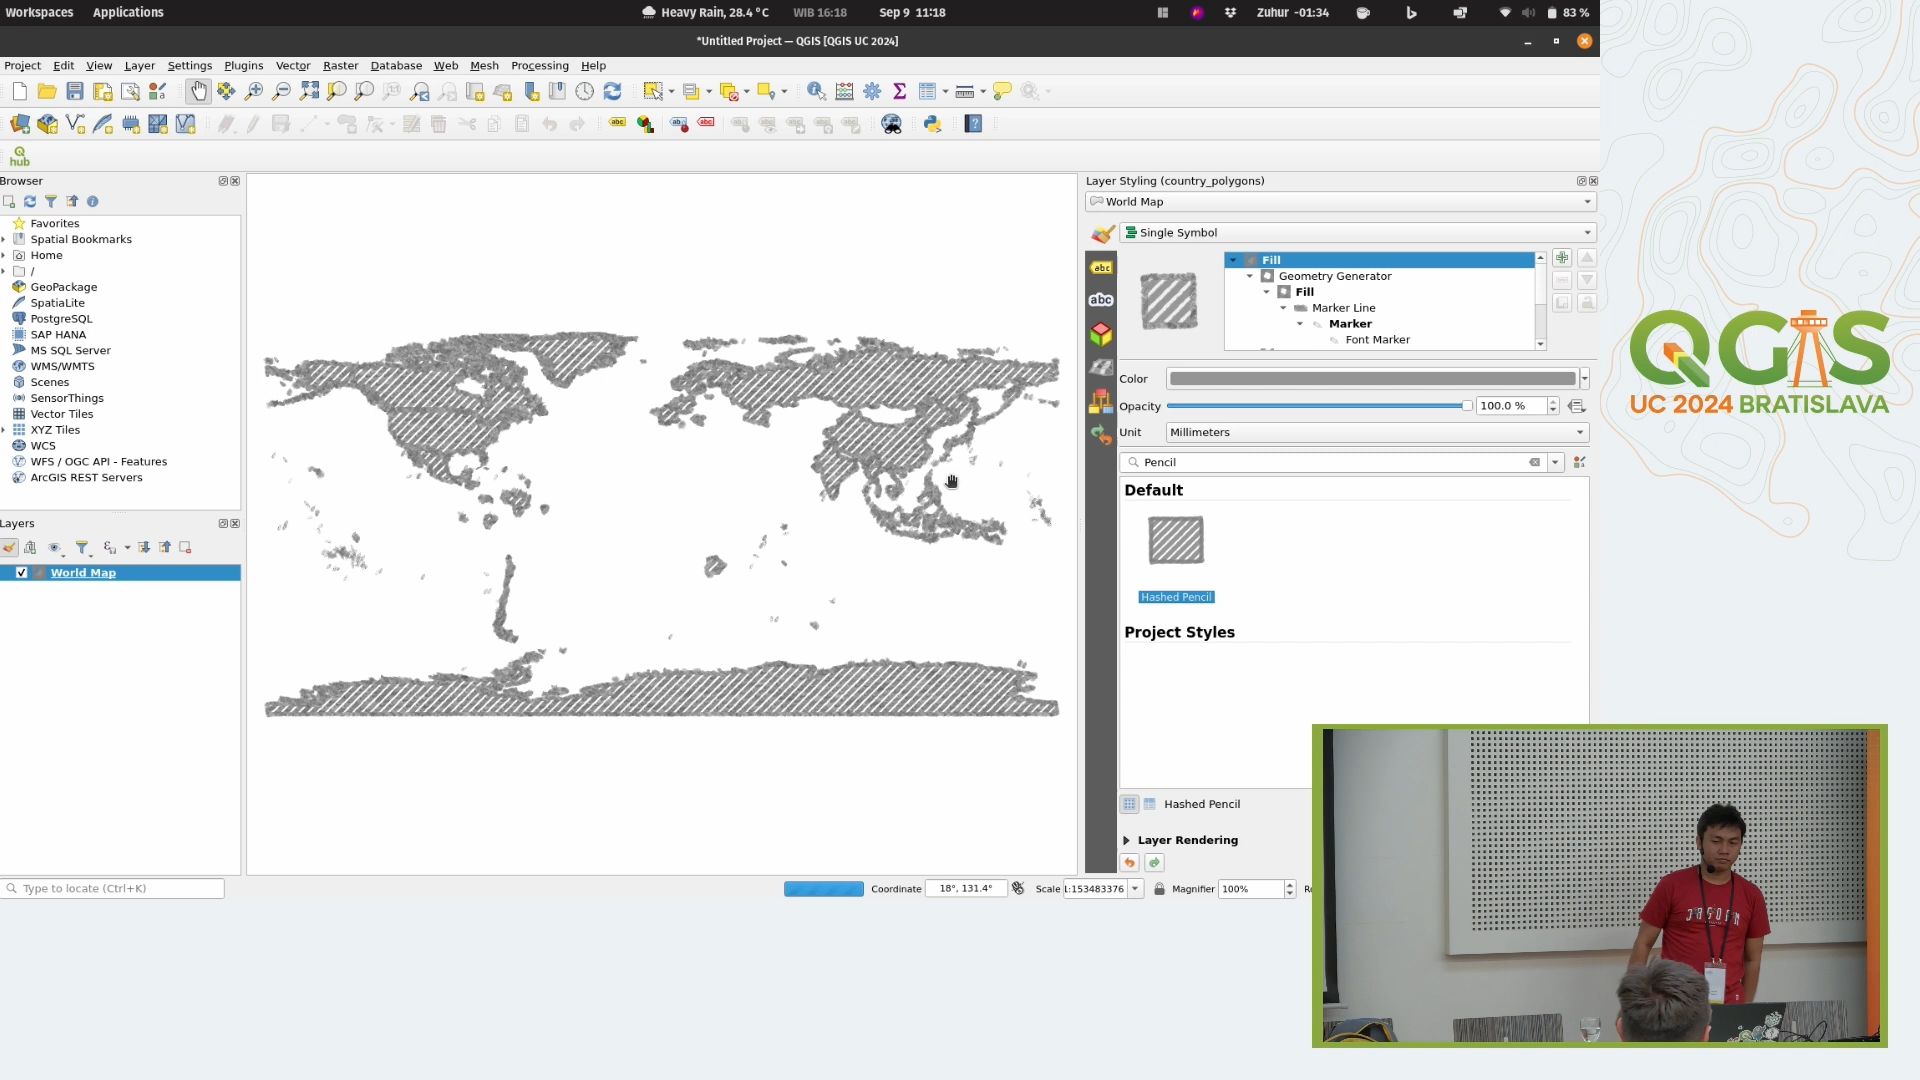 Workspaces Applications Heavy Rain, 28.4 °C WIB 16:18 Sep 9 11:18 Zuhur -01:34 83 %
*Untitled Project — QGIS [QGIS UC 2024]
Project Edit View Layer Settings Plugins Vector Raster Database Web Mesh Processing Help
Q
hub
Browser
Favorites
Spatial Bookmarks
Home
/
GeoPackage
SpatiaLite
PostgreSQL
SAP HANA
MS SQL Server
WMS/WMTS
Scenes
SensorThings
Vector Tiles
XYZ Tiles
WCS
WFS / OGC API - Features
ArcGIS REST Servers
Layers
World Map
Type to locate (Ctrl+K)
Coordinate 18°, 131.4° Scale 1:153483376 Magnifier 100%
Layer Styling (country_polygons)
World Map
Single Symbol
abc
abc
Fill
Geometry Generator
Fill
Marker Line
Marker
Font Marker
Color
Opacity 100.0 %
Unit Millimeters
Pencil
Default
Hashed Pencil
Project Styles
Hashed Pencil
Layer Rendering
QGIS
UC 2024 BRATISLAVA